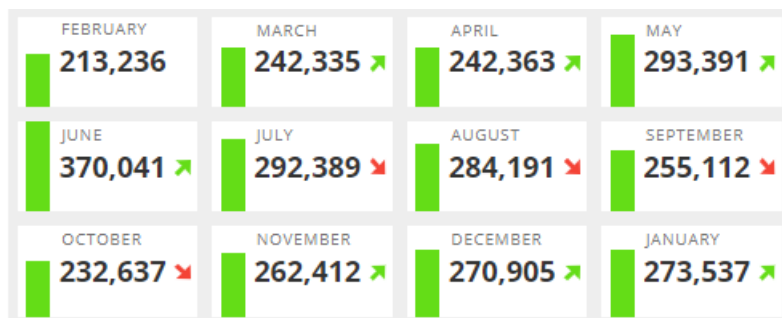 FEBRUARY
213,236
MARCH
242,335
APRIL
242,363
MAY
293,391
JUNE
370,041
JULY
292,389
AUGUST
284,191
SEPTEMBER
255,112
OCTOBER
232,637
NOVEMBER
262,412
DECEMBER
270,905
JANUARY
273,537